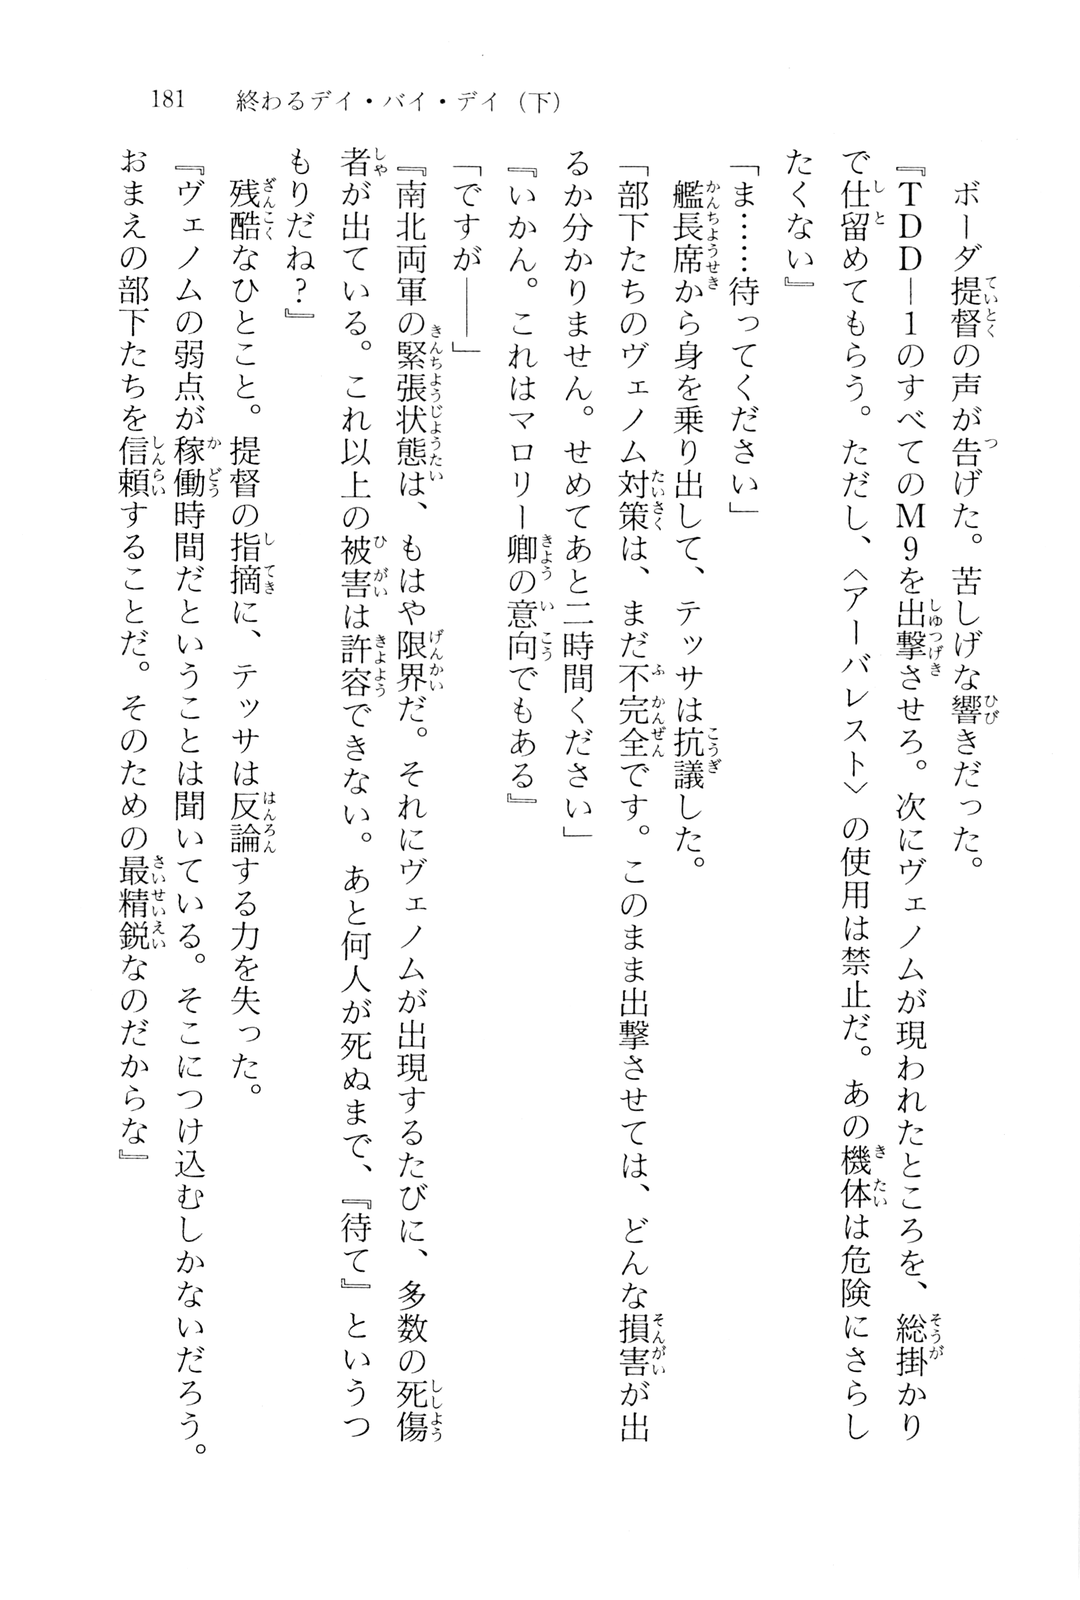 181　終わるデイ・バイ・デイ（下）
　ボーダ提督の声が告げた。苦しげな響きだった。
『ＴＤＤ－１のすべてのＭ９を出撃させろ。次にヴェノムが現われたところを、総掛かり
で仕留めてもらう。ただし、〈アーバレスト〉の使用は禁止だ。あの機体は危険にさらし
たくない』
「ま……待ってください」
　艦長席から身を乗り出して、テッサは抗議した。
「部下たちのヴェノム対策は、まだ不完全です。このまま出撃させては、どんな損害が出
るか分かりません。せめてあと二時間ください」
『いかん。これはマロリー卿の意向でもある』
「ですが――」
『南北両軍の緊張状態は、もはや限界だ。それにヴェノムが出現するたびに、多数の死傷
者が出ている。これ以上の被害は許容できない。あと何人が死ぬまで、『待て』というつ
もりだね？』
　残酷なひとこと。提督の指摘に、テッサは反論する力を失った。
『ヴェノムの弱点が稼働時間だということは聞いている。そこにつけ込むしかないだろう。
おまえの部下たちを信頼することだ。そのための最精鋭なのだからな』